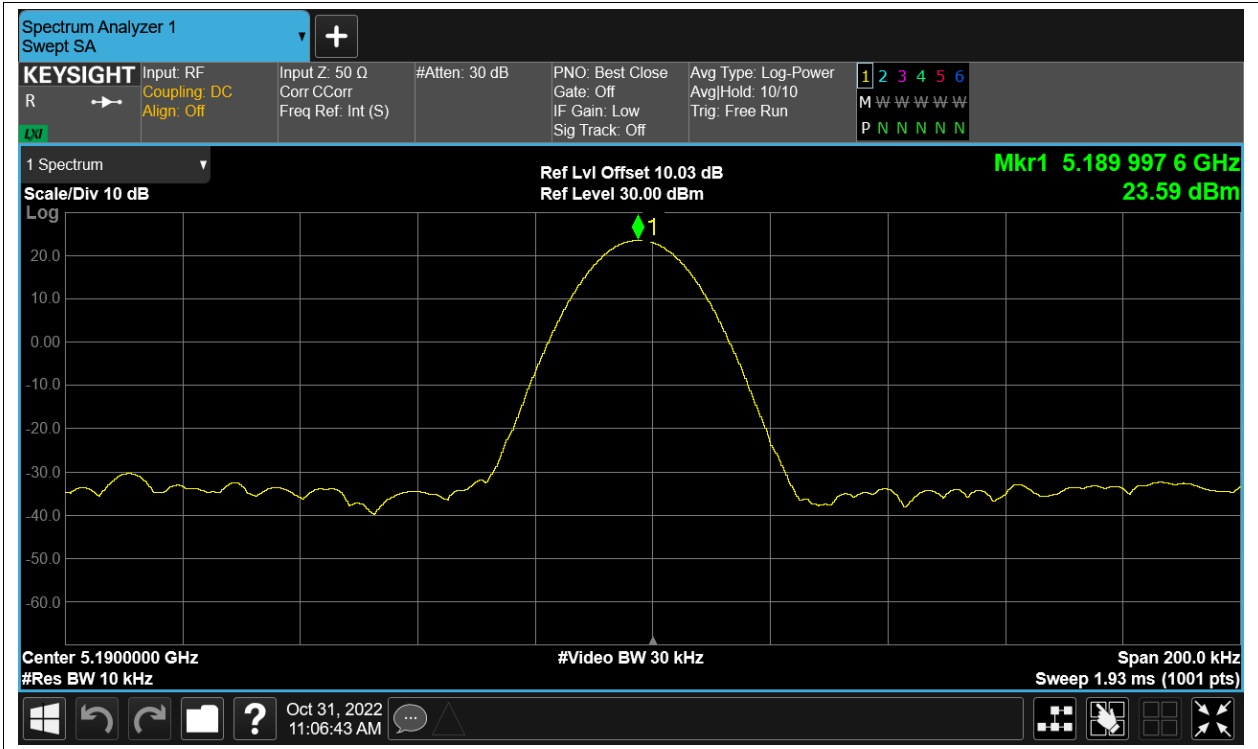 Spectrum Analyzer 1
Swept SA
KEYSIGHT
R
LXI
Input: RF
Coupling: DC
Align: Off
Input Z: 50 Ω
Corr CCorr
Freq Ref: Int (S)
#Atten: 30 dB
PNO: Best Close
Gate: Off
IF Gain: Low
Sig Track: Off
Avg Type: Log-Power
Avg|Hold: 10/10
Trig: Free Run
1 2 3 4 5 6
M W W W W W W
P N N N N N
1 Spectrum
Scale/Div 10 dB
Log
Ref Lvl Offset 10.03 dB
Ref Level 30.00 dBm
Mkr1 5.189 997 6 GHz
23.59 dBm
1
20.0
10.0
0.00
-10.0
-20.0
-30.0
-40.0
-50.0
-60.0
Center 5.1900000 GHz
#Video BW 30 kHz
Span 200.0 kHz
#Res BW 10 kHz
Sweep 1.93 ms (1001 pts)
?
Oct 31, 2022
11:06:43 AM